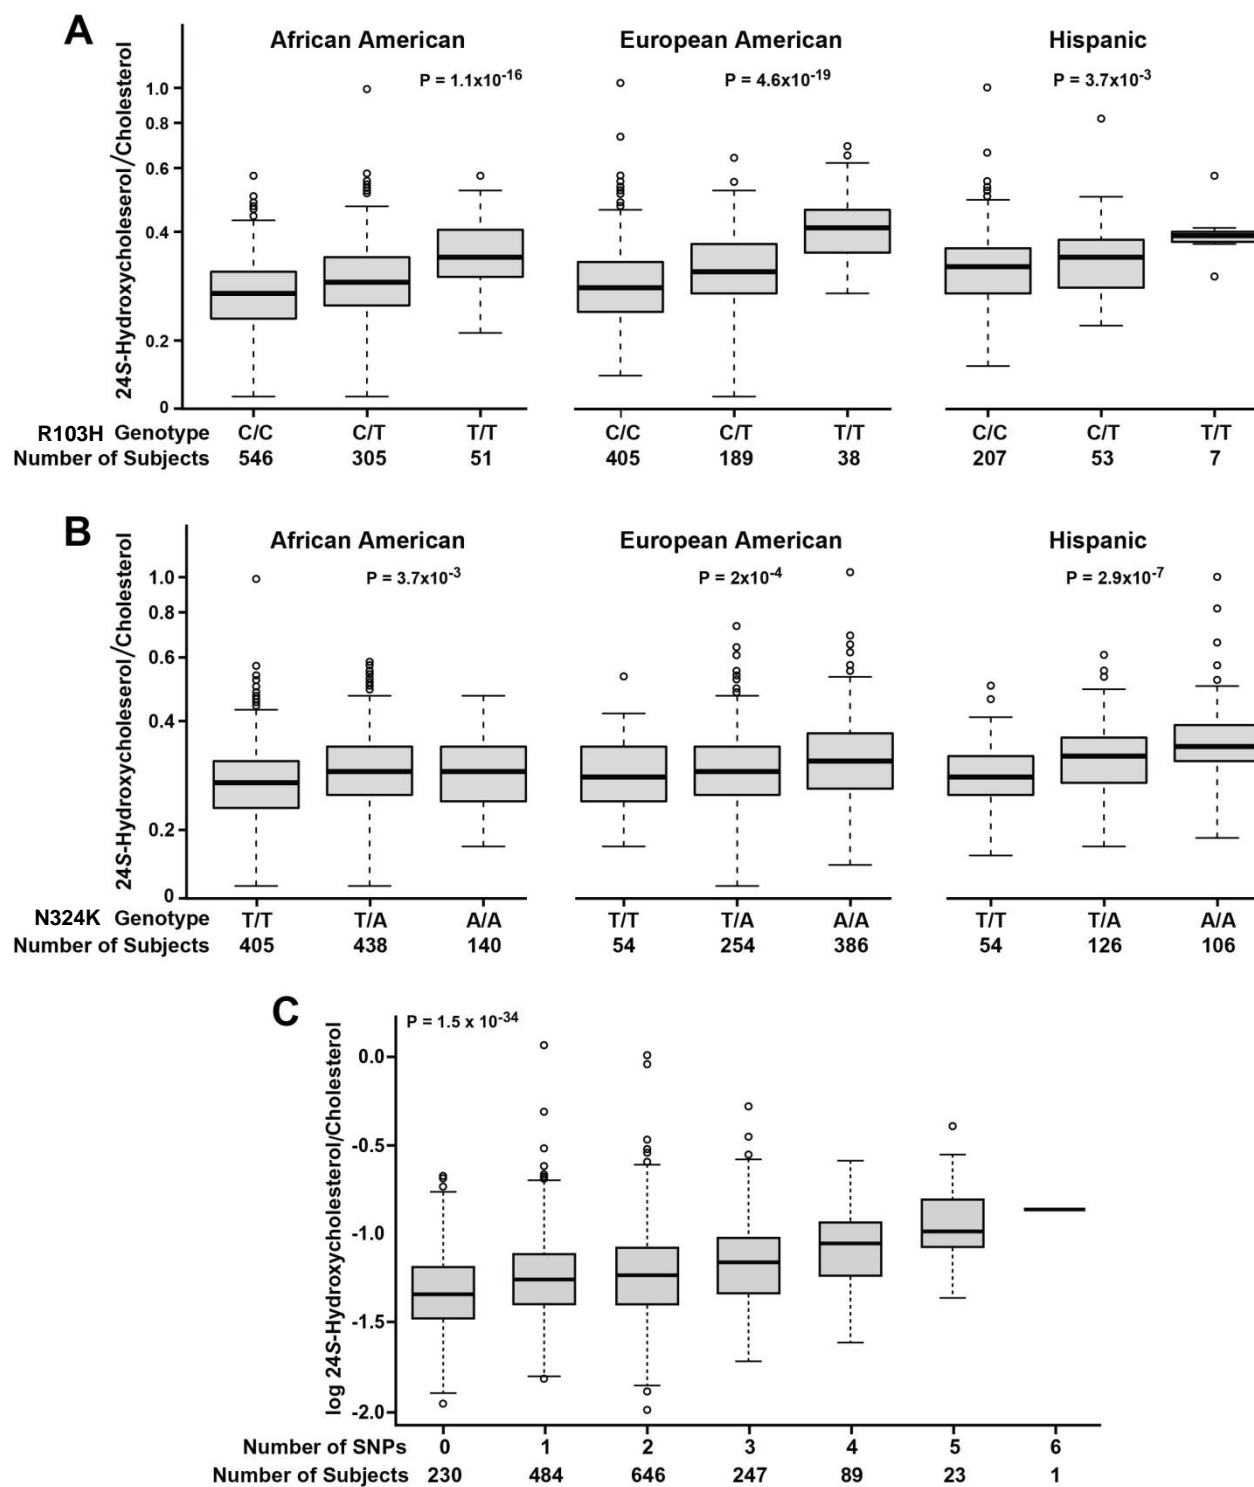 A
African American European American Hispanic
P = 1.1x10-16 P = 4.6x10-19 P = 3.7x10-3
24S-Hydroxycholeserol/Cholesterol
1.0
0.8
0.6
0.4
0.2
0
R103H Genotype C/C C/T T/T C/C C/T T/T C/C C/T T/T
Number of Subjects 546 305 51 405 189 38 207 53 7
B
African American European American Hispanic
P = 3.7x10-3 P = 2x10-4 P = 2.9x10-7
24S-Hydroxycholeserol/Cholesterol
1.0
0.8
0.6
0.4
0.2
0
N324K Genotype T/T T/A A/A T/T T/A A/A T/T T/A A/A
Number of Subjects 405 438 140 54 254 386 54 126 106
C
P = 1.5 x 10-34
log 24S-Hydroxycholesterol/Cholesterol
0.0
-0.5
-1.0
-1.5
-2.0
Number of SNPs 0 1 2 3 4 5 6
Number of Subjects 230 484 646 247 89 23 1